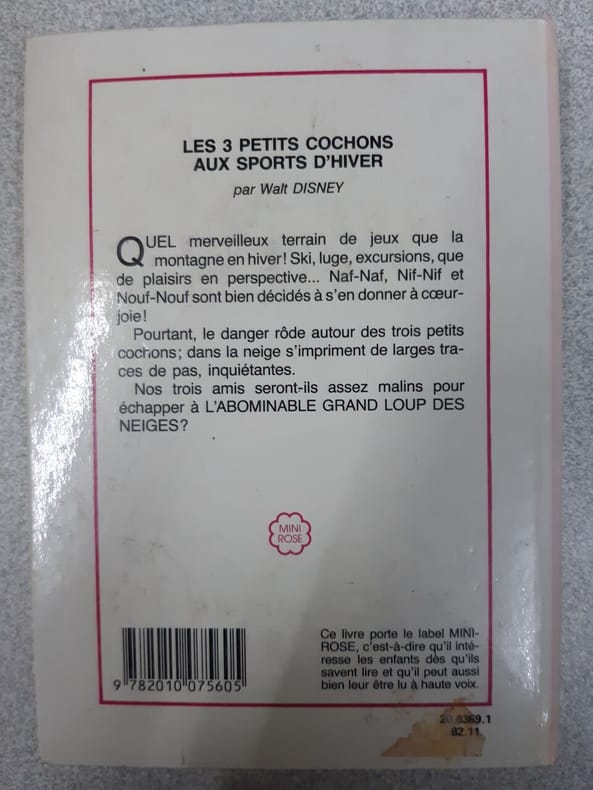 LES 3 PETITS COCHONS
AUX SPORTS D'HIVER
par Walt DISNEY
QUEL merveilleux terrain de jeux que la
montagne en hiver! Ski, luge, excursions, que
de plaisirs en perspective... Naf-Naf, Nif-Nif et
Nouf-Nouf sont bien décidés à s'en donner à cœur-
joie!
Pourtant, le danger rôde autour des trois petits
cochons; dans la neige s'impriment de larges tra-
ces de pas, inquiétantes.
Nos trois amis seront-ils assez malins pour
échapper à L'ABOMINABLE GRAND LOUP DES
NEIGES?
MINI
ROSE
Ce livre porte le label MINI-
ROSE, c'est-à-dire qu'il inté-
resse les enfants dès qu'ils
savent lire et qu'il peut aussi
bien leur être lu à haute voix.
9 782010 075605
82.11